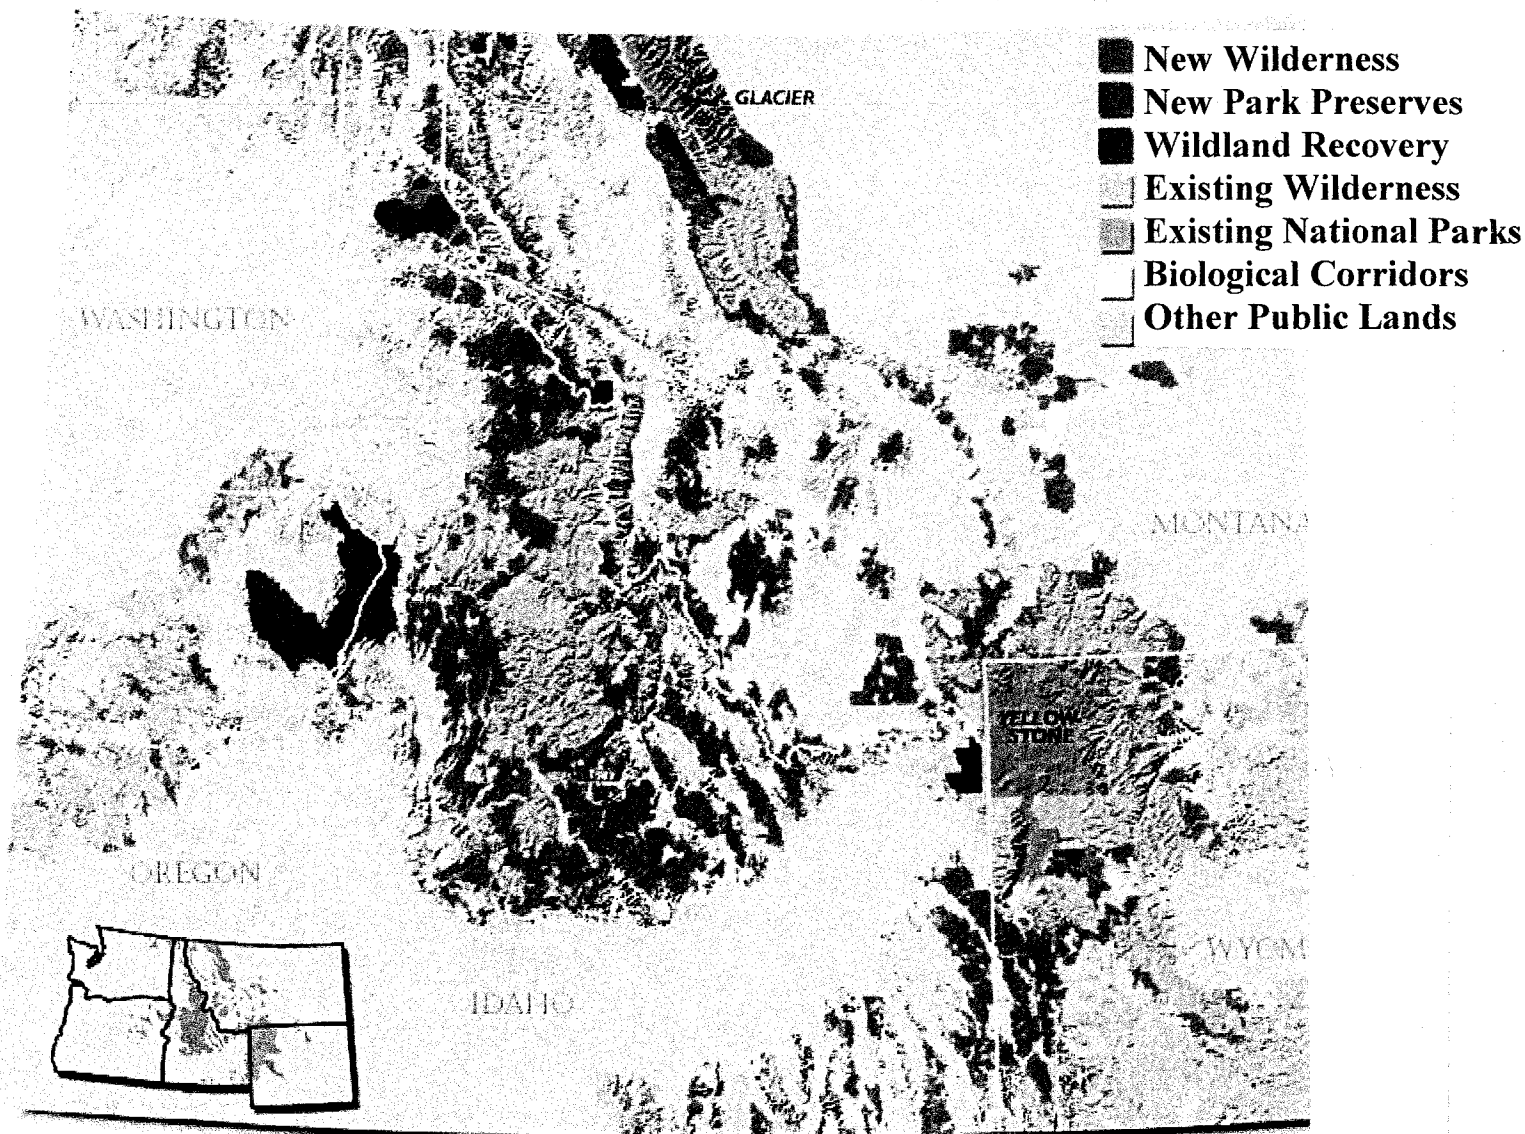 New Wilderness
New Park Preserves
Wildland Recovery
Existing Wilderness
Existing National Parks
Biological Corridors
Other Public Lands
GLACIER
WASHINGTON
MONTANA
YELLOW-
STONE
OREGON
WYOM
IDAHO